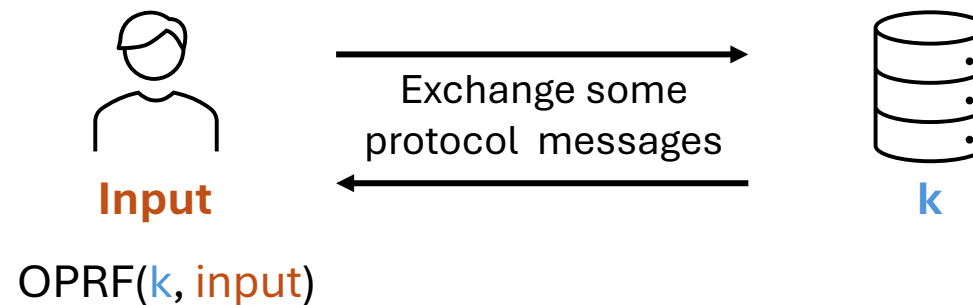 Exchange some
protocol messages
Input
k
OPRF(k, input)